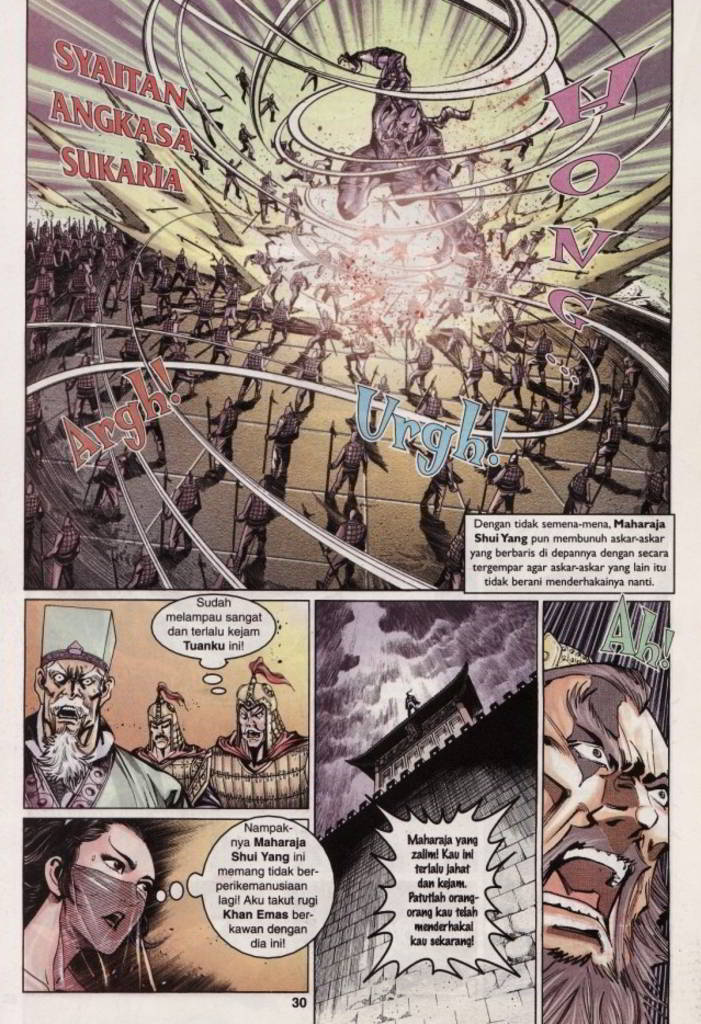 SYAITAN
ANGKASA
SUKARIA
HONG
Argh!
Urgh!
Dengan tidak semena-mena, Maharaja
Shui Yang pun membunuh askar-askar
yang berbaris di depannya dengan secara
tergempar agar askar-askar yang lain itu
tidak berani menderhakainya nanti.
Sudah
melampau sangat
dan terlalu kejam
Tuanku ini!
Ah!
Nampak-
nya Maharaja
Shui Yang ini
memang tidak ber-
perikemanusiaan
lagi! Aku takut rugi
Khan Emas ber-
kawan dengan
dia ini!
Maharaja yang
zalim! Kau ini
terlalu jahat
dan kejam.
Patutlah orang-
orang kau telah
menderhakai
kau sekarang!
30